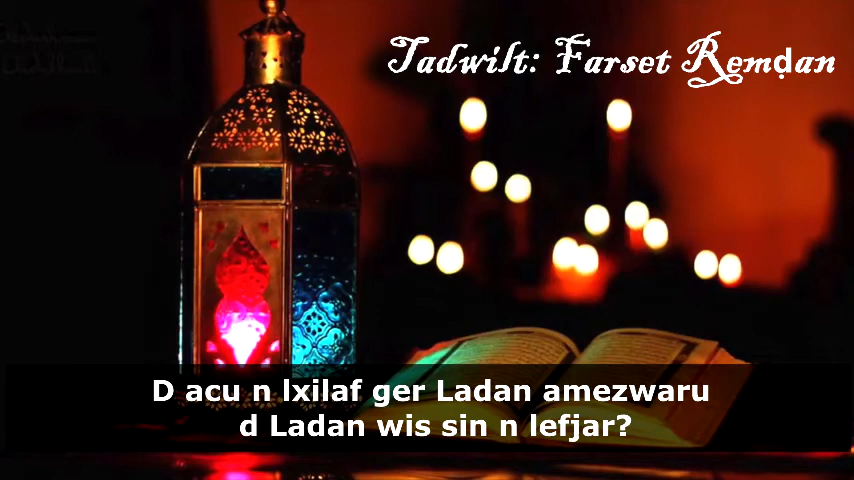 Tadwilt: Farset Remḍan
D acu n lxilaf ger Ladan amezwaru
d Ladan wis sin n lefjar?